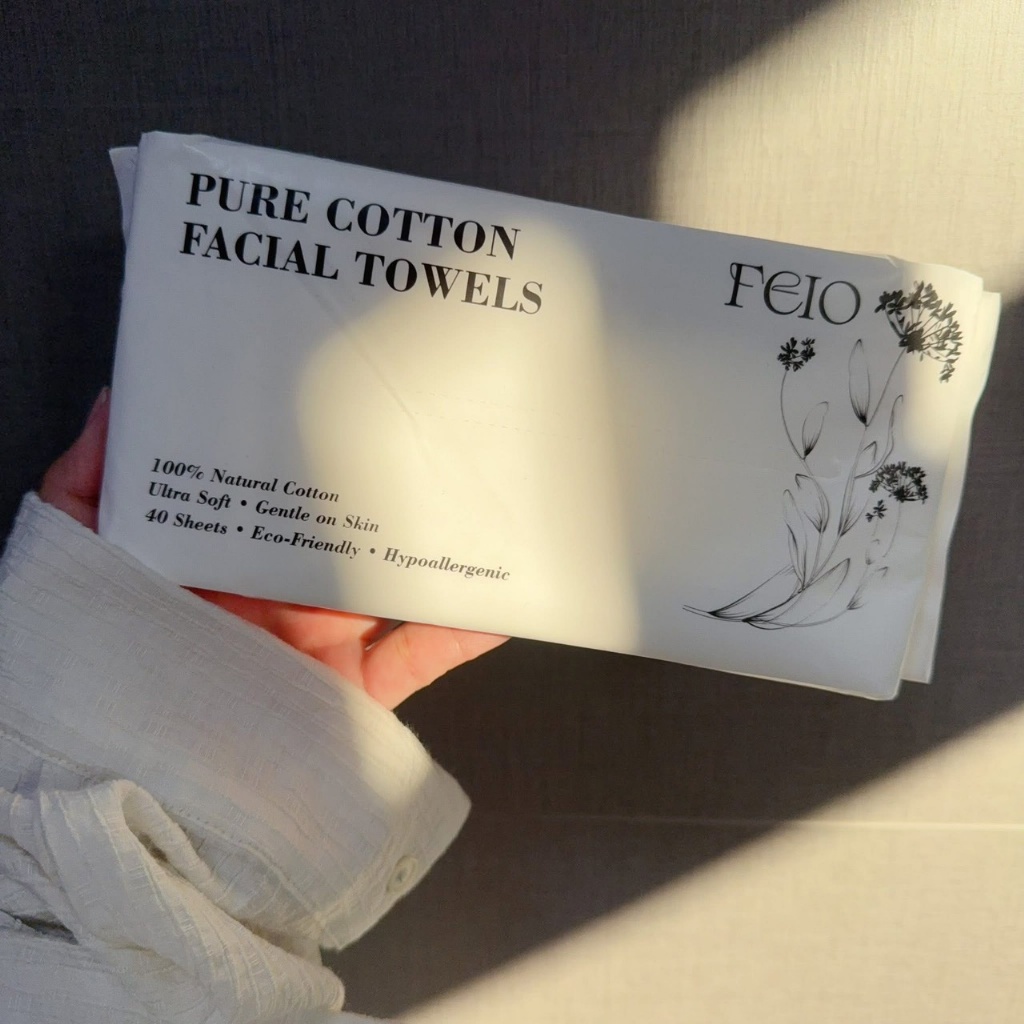 PURE COTTON
FACIAL TOWELS
FEIO
100% Natural Cotton
Ultra Soft • Gentle on Skin
40 Sheets • Eco-Friendly • Hypoallergenic